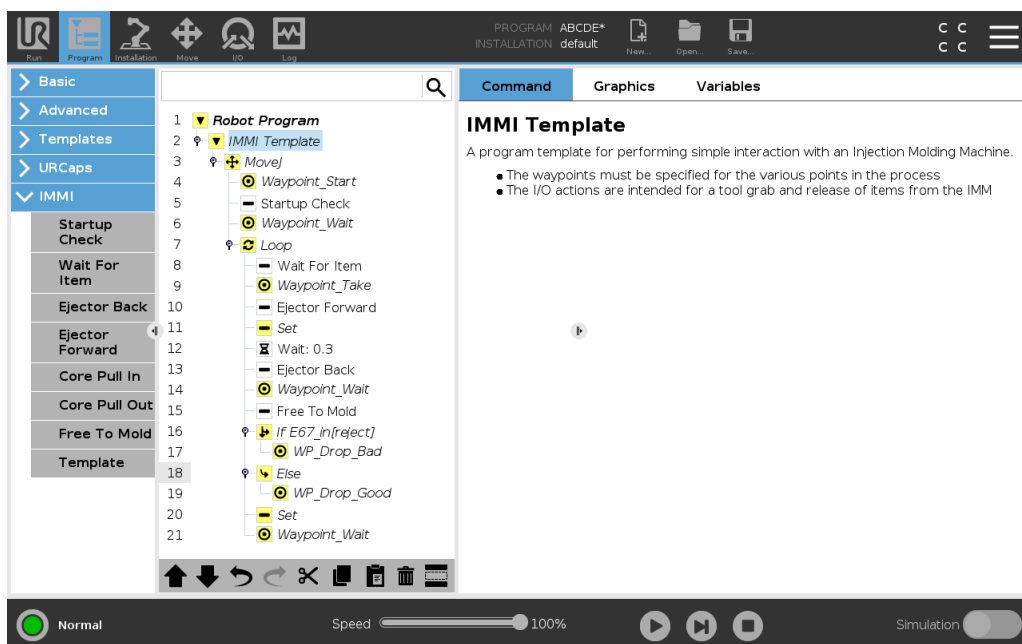 PROGRAM ABCDE*
INSTALLATION default
Run Program Installation Move I/O Log
New... Open... Save...
C C
C C
Basic
Advanced
Templates
URCaps
IMMI
Startup
Check
Wait For
Item
Ejector Back
Ejector
Forward
Core Pull In
Core Pull Out
Free To Mold
Template
1 Robot Program
2 IMMI Template
3 MoveJ
4 Waypoint_Start
5 Startup Check
6 Waypoint_Wait
7 Loop
8 Wait For Item
9 Waypoint_Take
10 Ejector Forward
11 Set
12 Wait: 0.3
13 Ejector Back
14 Waypoint_Wait
15 Free To Mold
16 If E67_in[reject]
17 WP_Drop_Bad
18 Else
19 WP_Drop_Good
20 Set
21 Waypoint_Wait
Command Graphics Variables
IMMI Template
A program template for performing simple interaction with an Injection Molding Machine.
The waypoints must be specified for the various points in the process
The I/O actions are intended for a tool grab and release of items from the IMM
Normal
Speed 100%
Simulation